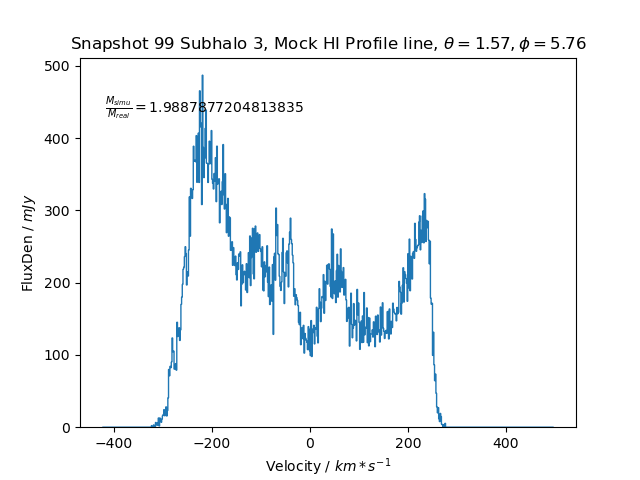 Snapshot 99 Subhalo 3, Mock HI Profile line, θ = 1.57, ϕ = 5.76
500
M_simu/M_real = 1.9887877204813835
400
300
FluxDen / mJy
200
100
0
−400 −200 0 200 400
Velocity / km * s⁻¹